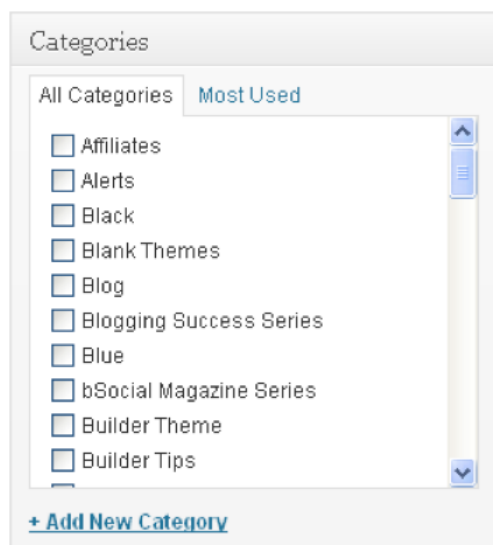 Categories
All Categories Most Used
Affiliates
Alerts
Black
Blank Themes
Blog
Blogging Success Series
Blue
bSocial Magazine Series
Builder Theme
Builder Tips
+ Add New Category